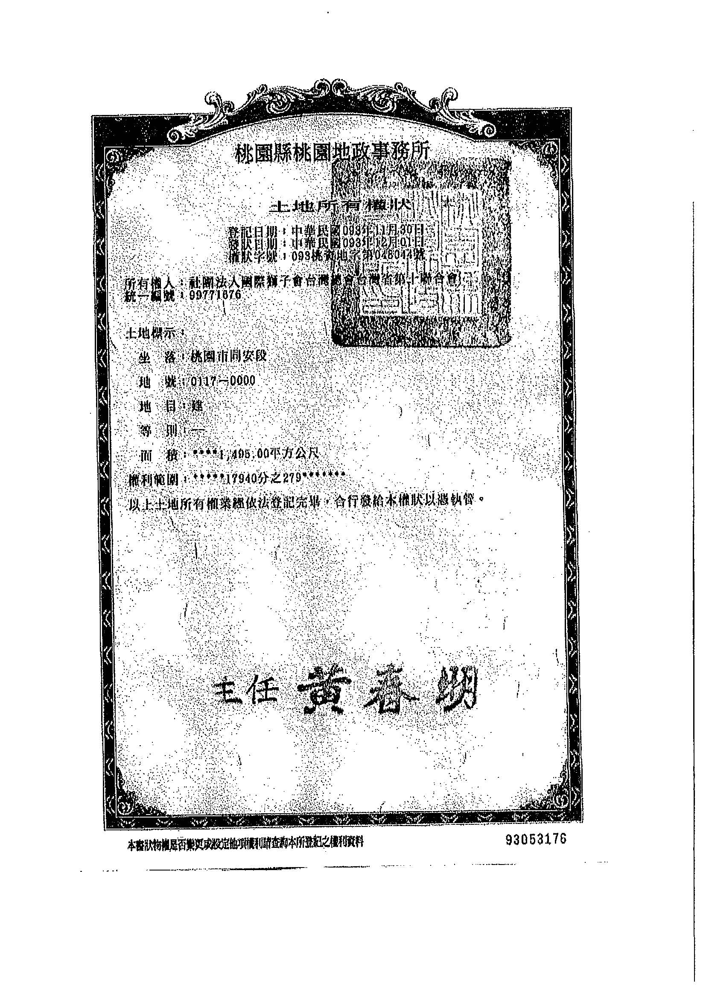 桃園縣桃園地政事務所
土地所有權狀
登記日期：中華民國093年11月30日
發狀日期：中華民國093年12月01日
權狀字號：093桃資地字第048044號
所有權人：社團法人國際獅子會台灣總會台灣省第十聯合會
統一編號：99771676
土地標示：
坐　落：桃園市同安段
地　號：0117－0000
地　目：建
等　則：—
面　積：****1,495.00平方公尺
權利範圍：*****17940分之279*******
以上土地所有權業經依法登記完畢，合行發給本權狀以憑執管。
主任 黃春明
本書狀物權是否變更或設定他項權利請查詢本所登記之權利資料
93053176